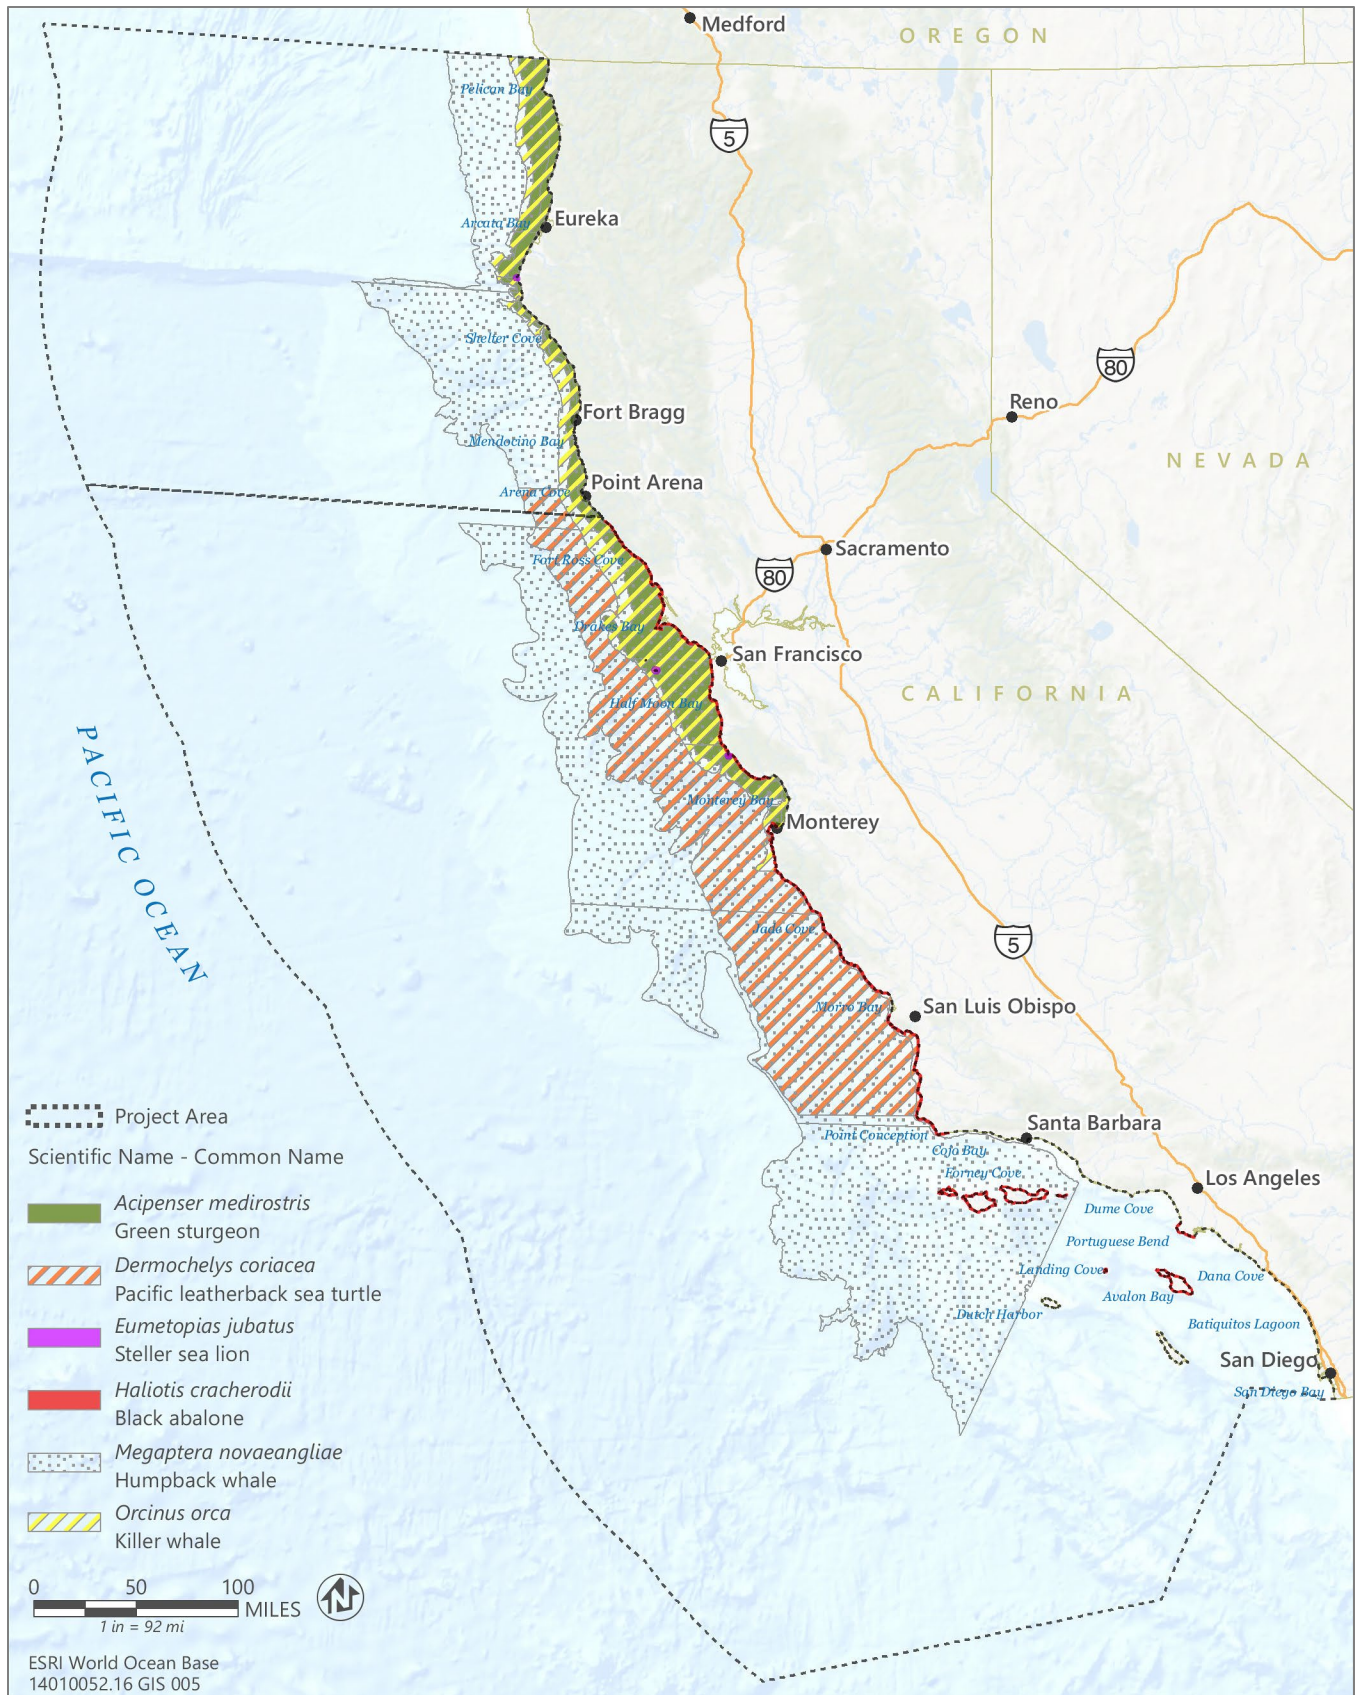 Medford
OREGON
Pelican Bay
5
Arcata Bay
Eureka
Shelter Cove
80
Reno
Fort Bragg
Mendocino Bay
NEVADA
Point Arena
Arena Cove
Sacramento
Fort Ross Cove
80
Drakes Bay
San Francisco
CALIFORNIA
Half Moon Bay
PACIFIC OCEAN
Monterey Bay
Monterey
Jade Cove
5
Morro Bay
San Luis Obispo
Santa Barbara
Point Conception
Cojo Bay
Forney Cove
Los Angeles
Dume Cove
Portuguese Bend
Landing Cove
Dana Cove
Avalon Bay
Dutch Harbor
Batiquitos Lagoon
San Diego
San Diego Bay
Project Area
Scientific Name - Common Name
Acipenser medirostris
Green sturgeon
Dermochelys coriacea
Pacific leatherback sea turtle
Eumetopias jubatus
Steller sea lion
Haliotis cracherodii
Black abalone
Megaptera novaeangliae
Humpback whale
Orcinus orca
Killer whale
0 50 100
MILES
N
1 in = 92 mi
ESRI World Ocean Base
14010052.16 GIS 005